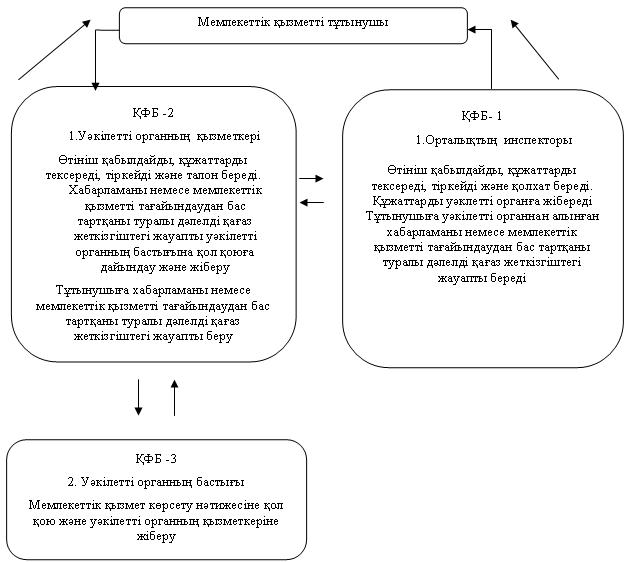 Мемлекеттік қызметті тұтынушы
ҚФБ -2
1.Уәкілетті органның қызметкері
Өтініш қабылдайды, құжаттарды
тексереді, тіркейді және талон береді.
Хабарламаны немесе мемлекеттік
қызметті тағайындаудан бас
тартқаны туралы дәлелді қағаз
жеткізгіштегі жауапты уәкілетті
органның бастығына қол қоюға
дайындау және жіберу
Тұтынушыға хабарламаны немесе
мемлекеттік қызметті тағайындаудан бас
тартқаны туралы дәлелді қағаз
жеткізгіштегі жауапты беру
ҚФБ- 1
1.Орталықтың инспекторы
Өтініш қабылдайды, құжаттарды
тексереді, тіркейді және қолхат береді.
Құжаттарды уәклетті органға жібереді
Тұтынушыға уәкілетті органнан алынған
хабарламаны немесе мемлекеттік
қызметті тағайындаудан бас тартқаны
туралы дәлелді қағаз жеткізгіштегі
жауапты береді
ҚФБ -3
2. Уәкілетті органның бастығы
Мемлекеттік қызмет көрсету нәтижесіне қол
қою және уәкілетті органның қызметкеріне
жіберу